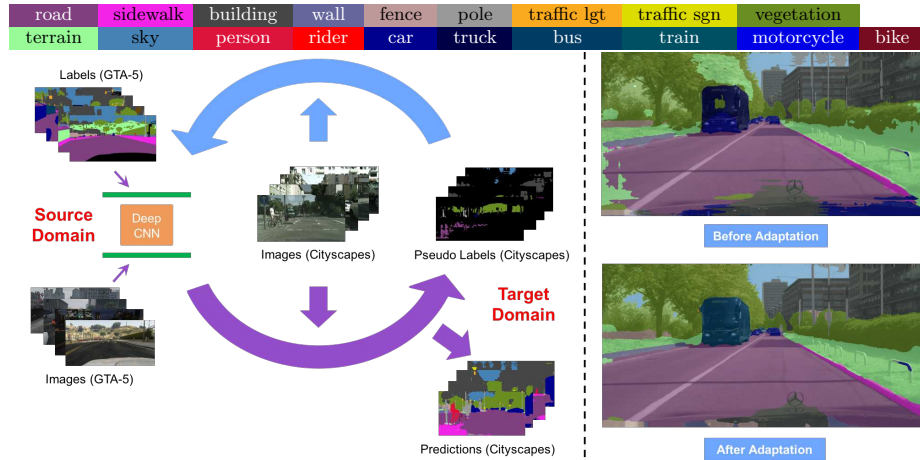 road sidewalk building wall fence pole traffic lgt traffic sgn vegetation
terrain sky person rider car truck bus train motorcycle bike
Labels (GTA-5)
Source
Domain
Deep
CNN
Images (GTA-5)
Images (Cityscapes)
Pseudo Labels (Cityscapes)
Target
Domain
Predictions (Cityscapes)
Before Adaptation
After Adaptation